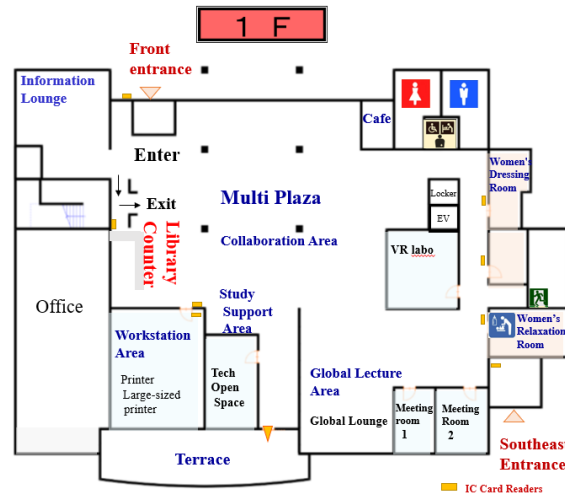 1 F
Front
entrance
Information
Lounge
Cafe
Enter
Women's
Dressing
Room
Exit
Multi Plaza
Locker
EV
Library
Counter
Collaboration Area
VR labo
Office
Study
Support
Area
Women's
Relaxation
Room
Workstation
Area
Printer
Large-sized
printer
Tech
Open
Space
Global Lecture
Area
Global Lounge
Meeting
room
1
Meeting
Room
2
Terrace
Southeast
Entrance
IC Card Readers